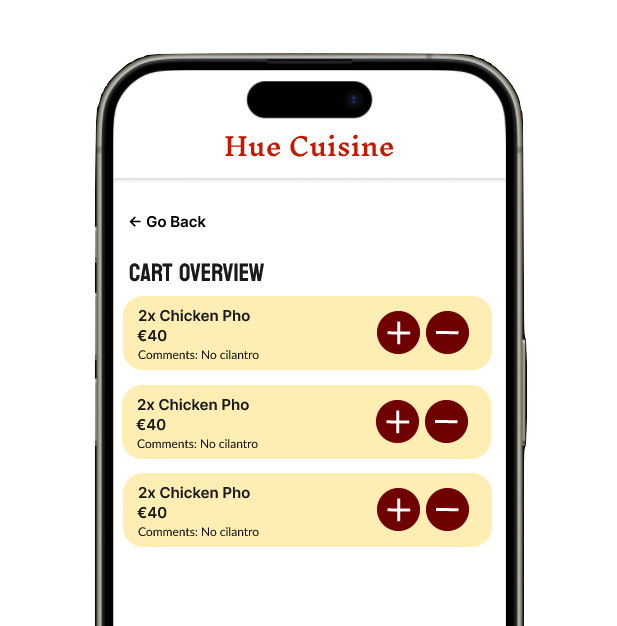 Hue Cuisine
← Go Back
CART OVERVIEW
2x Chicken Pho
€40
Comments: No cilantro
2x Chicken Pho
€40
Comments: No cilantro
2x Chicken Pho
€40
Comments: No cilantro